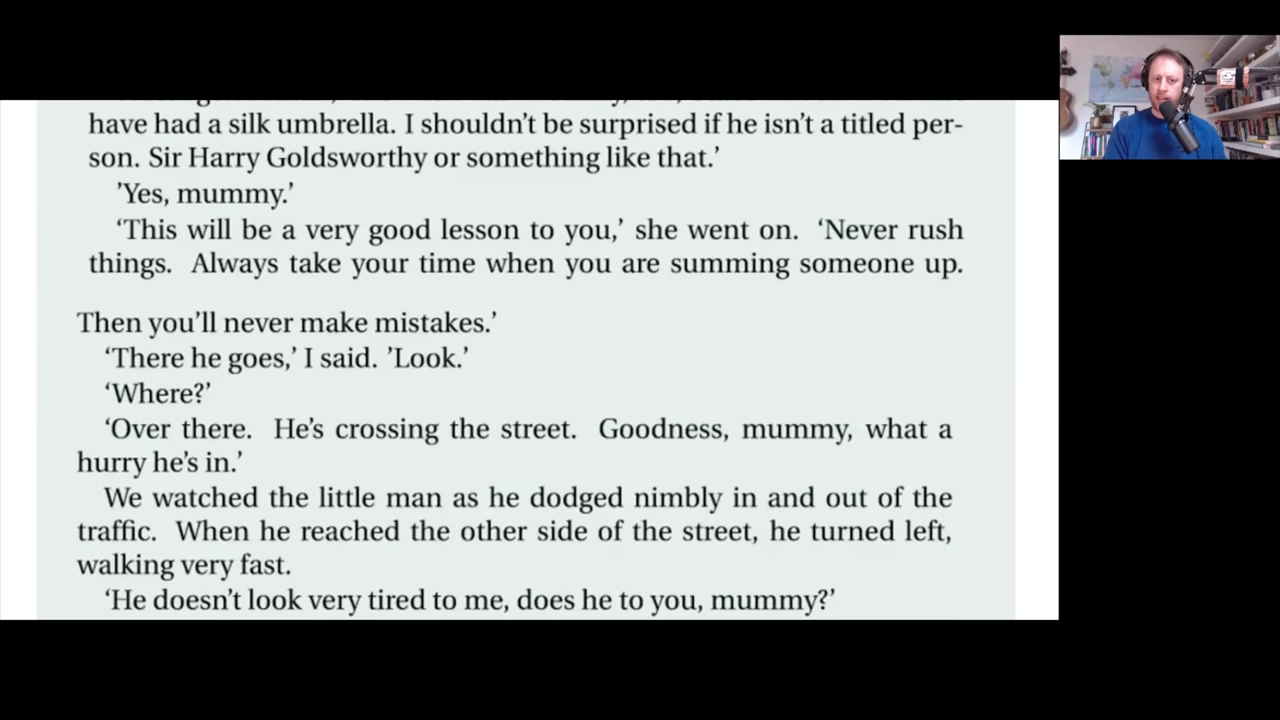 have had a silk umbrella. I shouldn’t be surprised if he isn’t a titled per-
son. Sir Harry Goldsworthy or something like that.’
’Yes, mummy.’
‘This will be a very good lesson to you,’ she went on. ‘Never rush
things. Always take your time when you are summing someone up.
Then you’ll never make mistakes.’
‘There he goes,’ I said. ’Look.’
‘Where?’
‘Over there. He’s crossing the street. Goodness, mummy, what a
hurry he’s in.’
We watched the little man as he dodged nimbly in and out of the
traffic. When he reached the other side of the street, he turned left,
walking very fast.
‘He doesn’t look very tired to me, does he to you, mummy?’